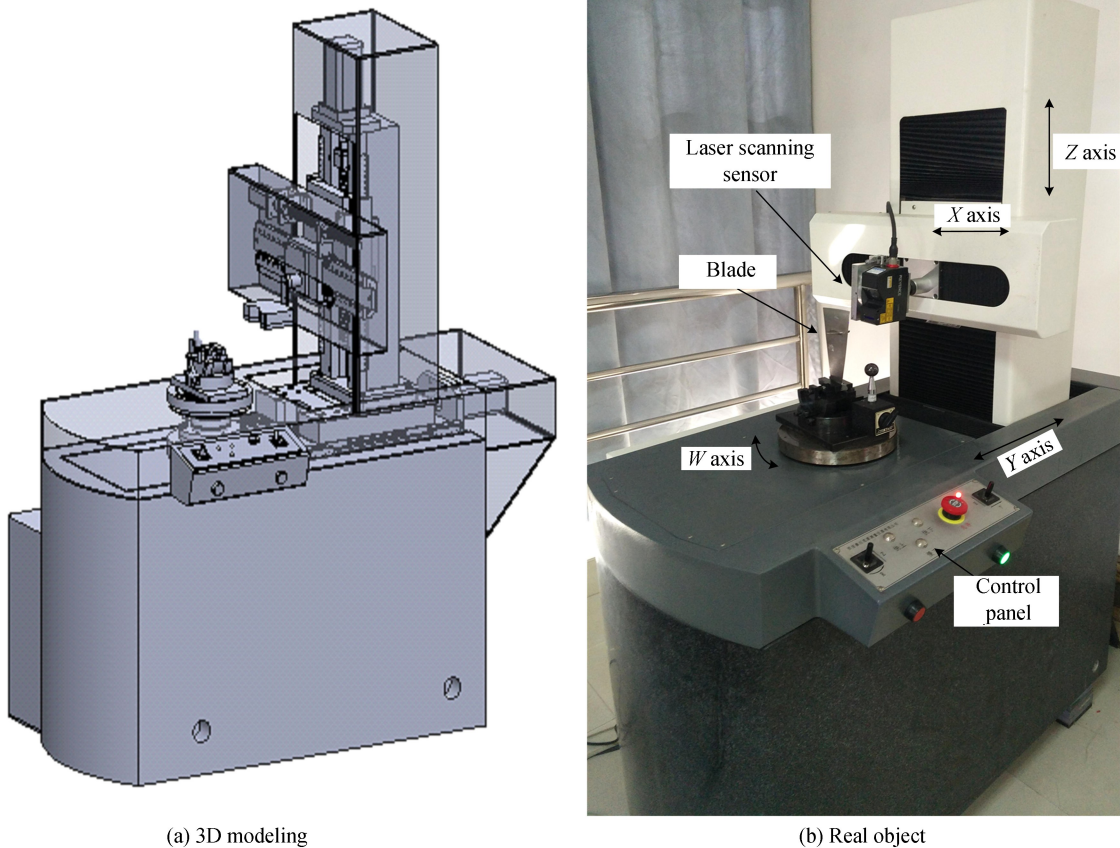 Laser scanning
sensor
Blade
Z axis
X axis
W axis
Y axis
Control
panel
(a) 3D modeling
(b) Real object